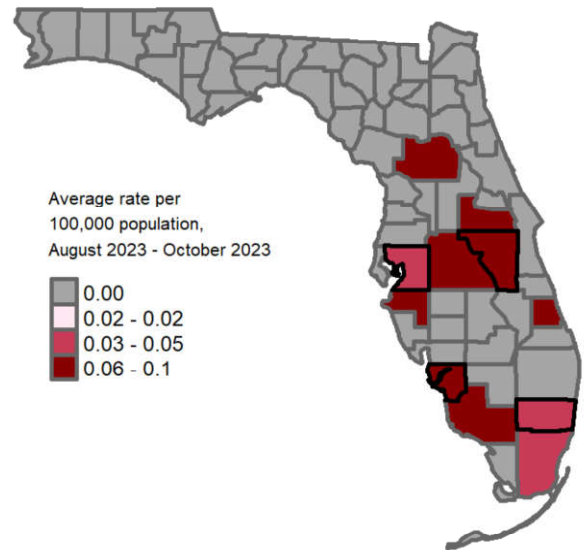 Average rate per
100,000 population,
August 2023 - October 2023
0.00
0.02 - 0.02
0.03 - 0.05
0.06 - 0.1